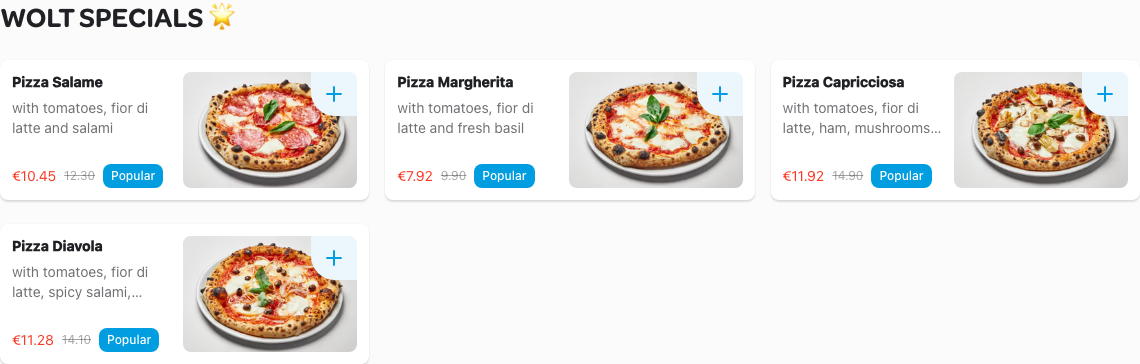 WOLT SPECIALS 🌟
Pizza Salame
with tomatoes, fior di
latte and salami
€10.45 12.30 Popular
Pizza Margherita
with tomatoes, fior di
latte and fresh basil
€7.92 9.90 Popular
Pizza Capricciosa
with tomatoes, fior di
latte, ham, mushrooms...
€11.92 14.90 Popular
Pizza Diavola
with tomatoes, fior di
latte, spicy salami,...
€11.28 14.10 Popular